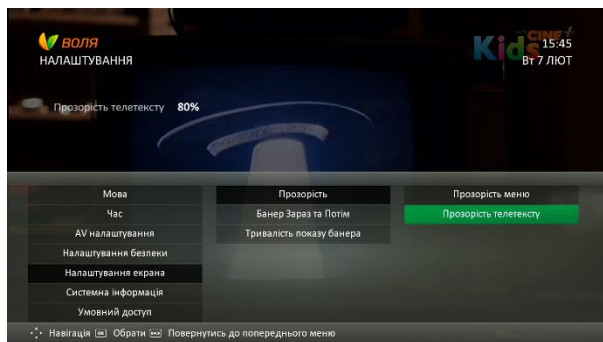 воля
НАЛАШТУВАННЯ
Kids CINE+
15:45
Вт 7 ЛЮТ
Прозорість телетексту 80%
Мова
Час
AV налаштування
Налаштування безпеки
Налаштування екрана
Системна інформація
Умовний доступ
Прозорість
Банер Зараз та Потім
Тривалість показу банера
Прозорість меню
Прозорість телетексту
Навігація OK Обрати Повернутись до попереднього меню